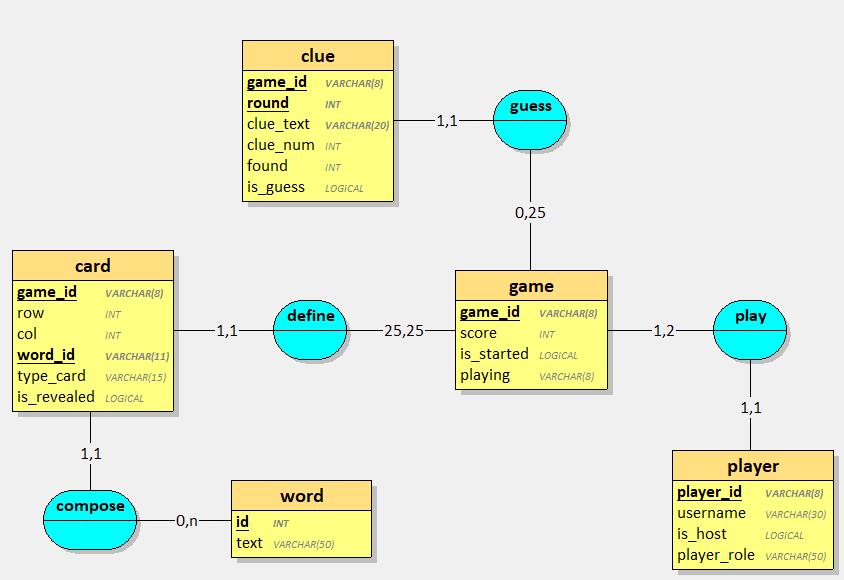 clue
game_id VARCHAR(8)
round INT
clue_text VARCHAR(20)
clue_num INT
found INT
is_guess LOGICAL
1,1
guess
0,25
card
game_id VARCHAR(8)
row INT
col INT
word_id VARCHAR(11)
type_card VARCHAR(15)
is_revealed LOGICAL
1,1
define
25,25
game
game_id VARCHAR(8)
score INT
is_started LOGICAL
playing VARCHAR(8)
1,2
play
1,1
1,1
compose
0,n
word
id INT
text VARCHAR(50)
player
player_id VARCHAR(8)
username VARCHAR(30)
is_host LOGICAL
player_role VARCHAR(50)